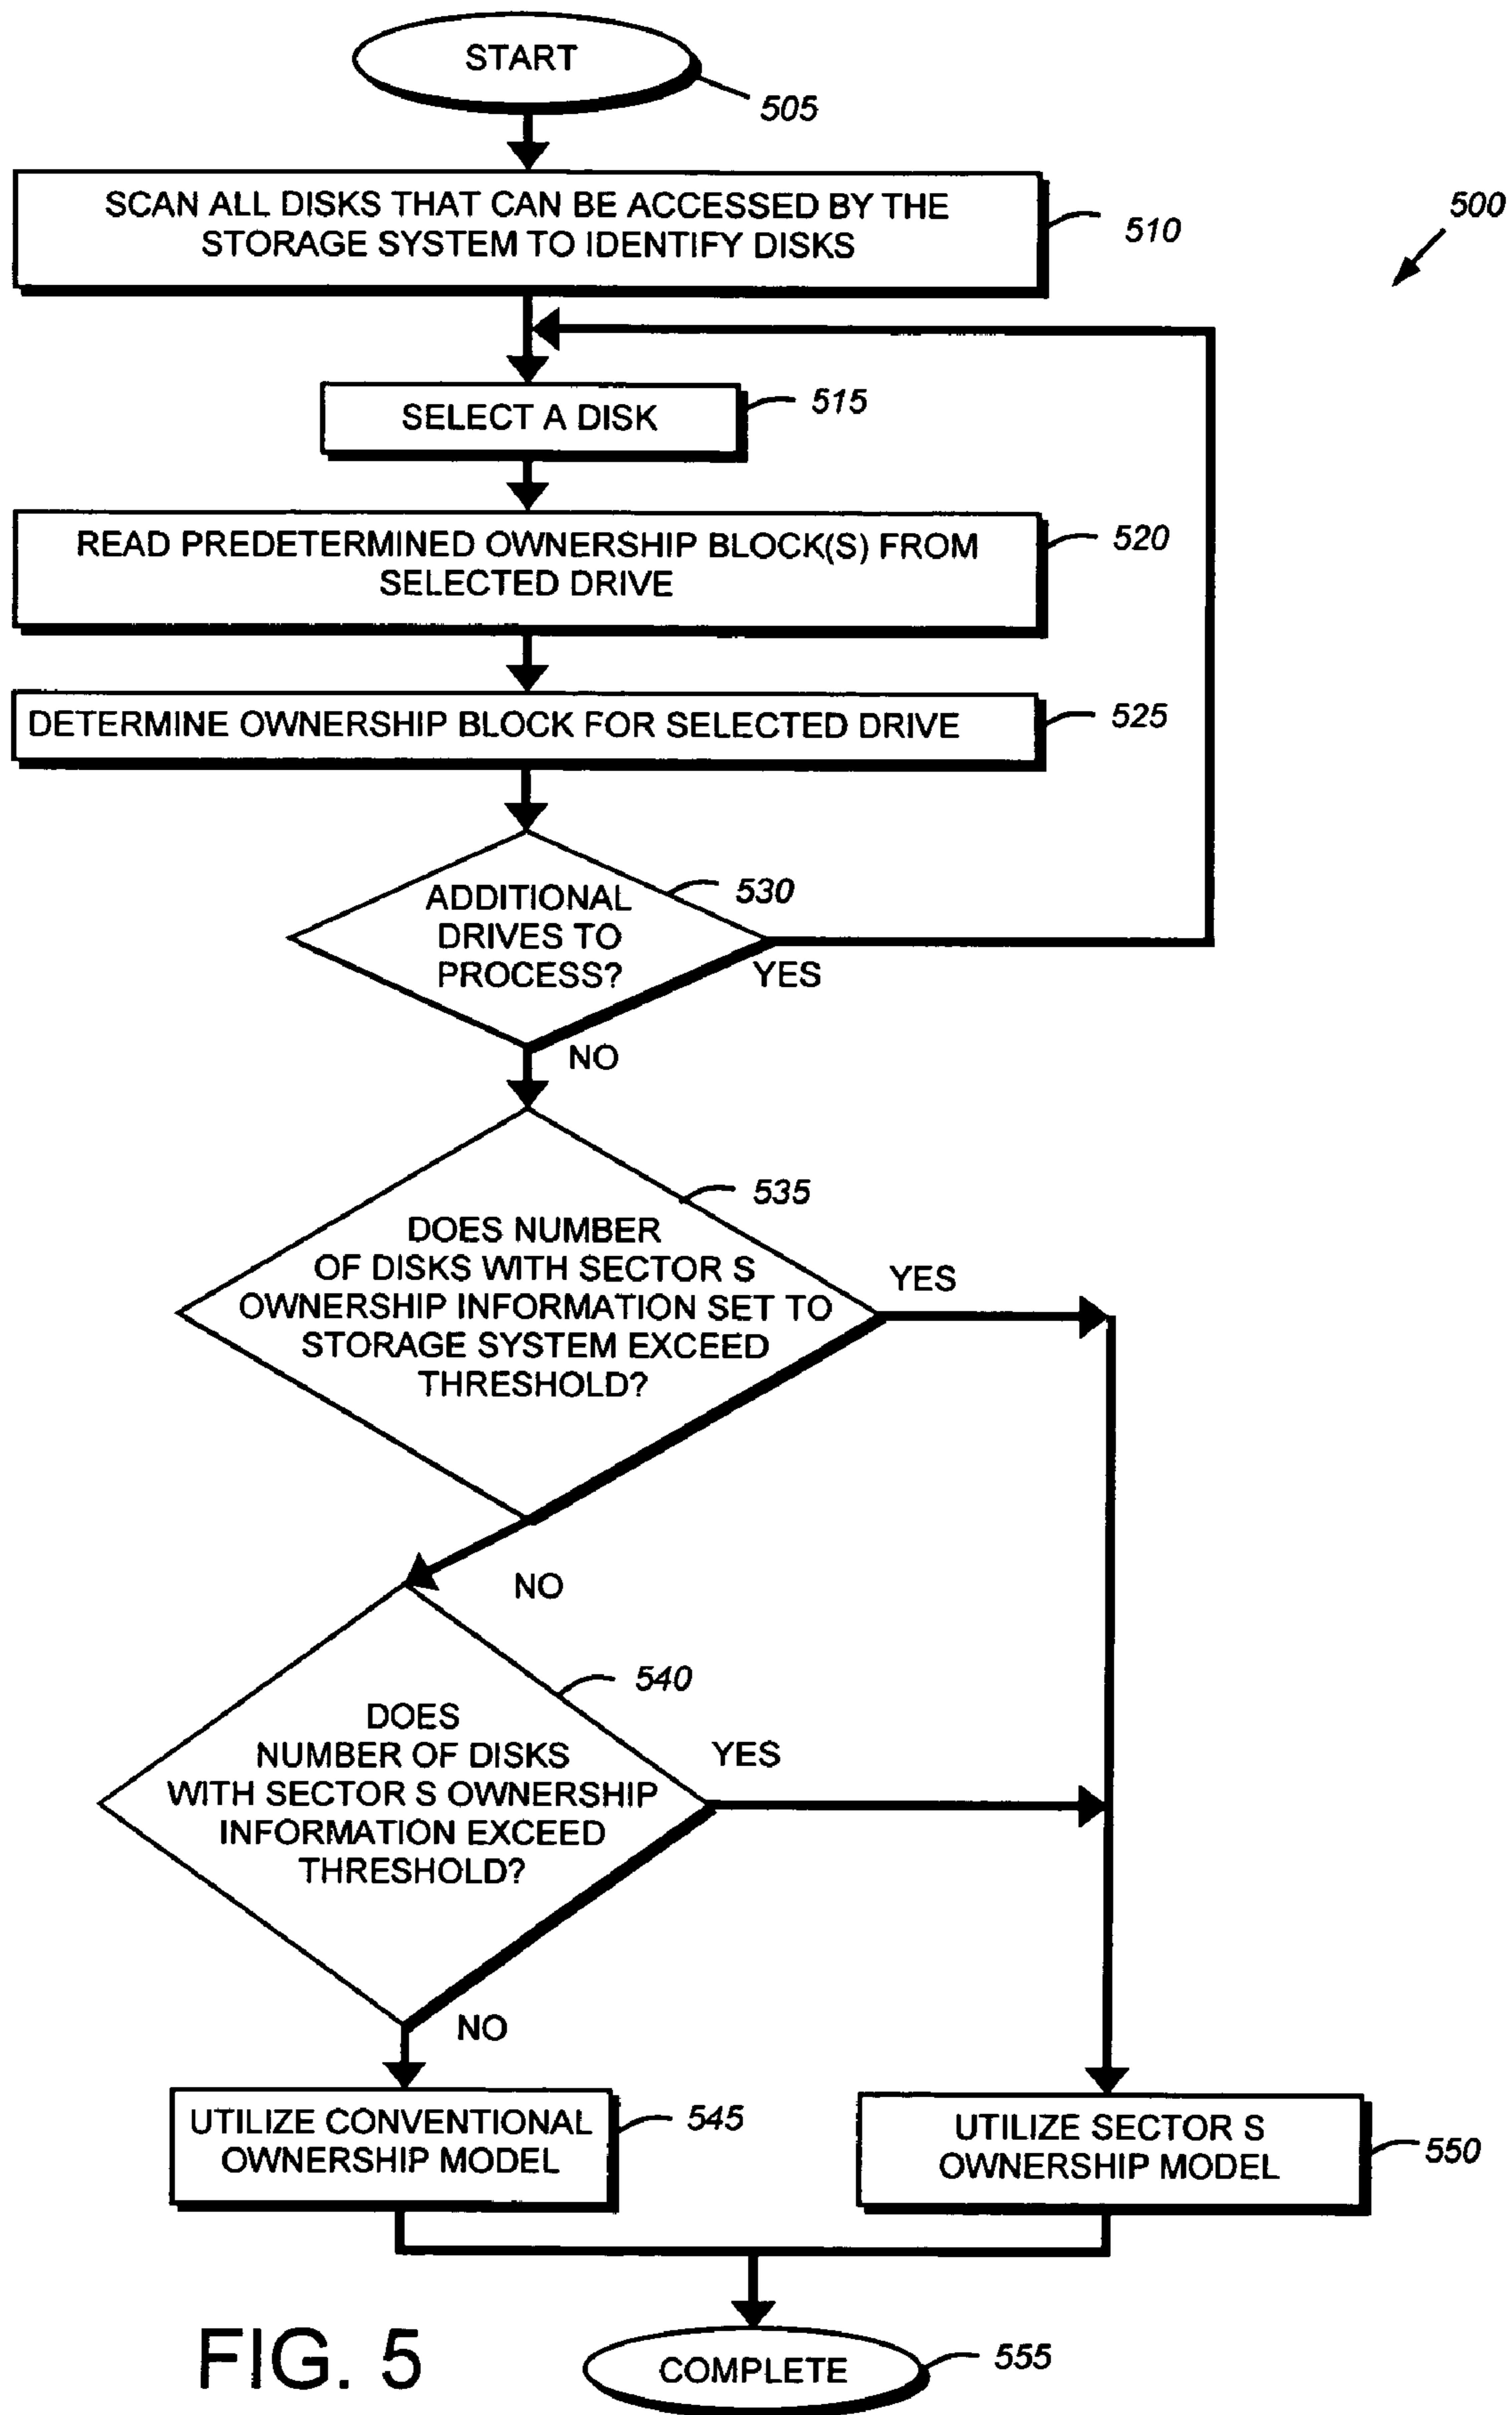 START
505
SCAN ALL DISKS THAT CAN BE ACCESSED BY THE
STORAGE SYSTEM TO IDENTIFY DISKS
510
500
SELECT A DISK
515
READ PREDETERMINED OWNERSHIP BLOCK(S) FROM
SELECTED DRIVE
520
DETERMINE OWNERSHIP BLOCK FOR SELECTED DRIVE
525
ADDITIONAL
DRIVES TO
PROCESS?
530
YES
NO
535
DOES NUMBER
OF DISKS WITH SECTOR S
OWNERSHIP INFORMATION SET TO
STORAGE SYSTEM EXCEED
THRESHOLD?
YES
NO
540
DOES
NUMBER OF DISKS
WITH SECTOR S OWNERSHIP
INFORMATION EXCEED
THRESHOLD?
YES
NO
UTILIZE CONVENTIONAL
OWNERSHIP MODEL
545
UTILIZE SECTOR S
OWNERSHIP MODEL
550
COMPLETE
555
FIG. 5